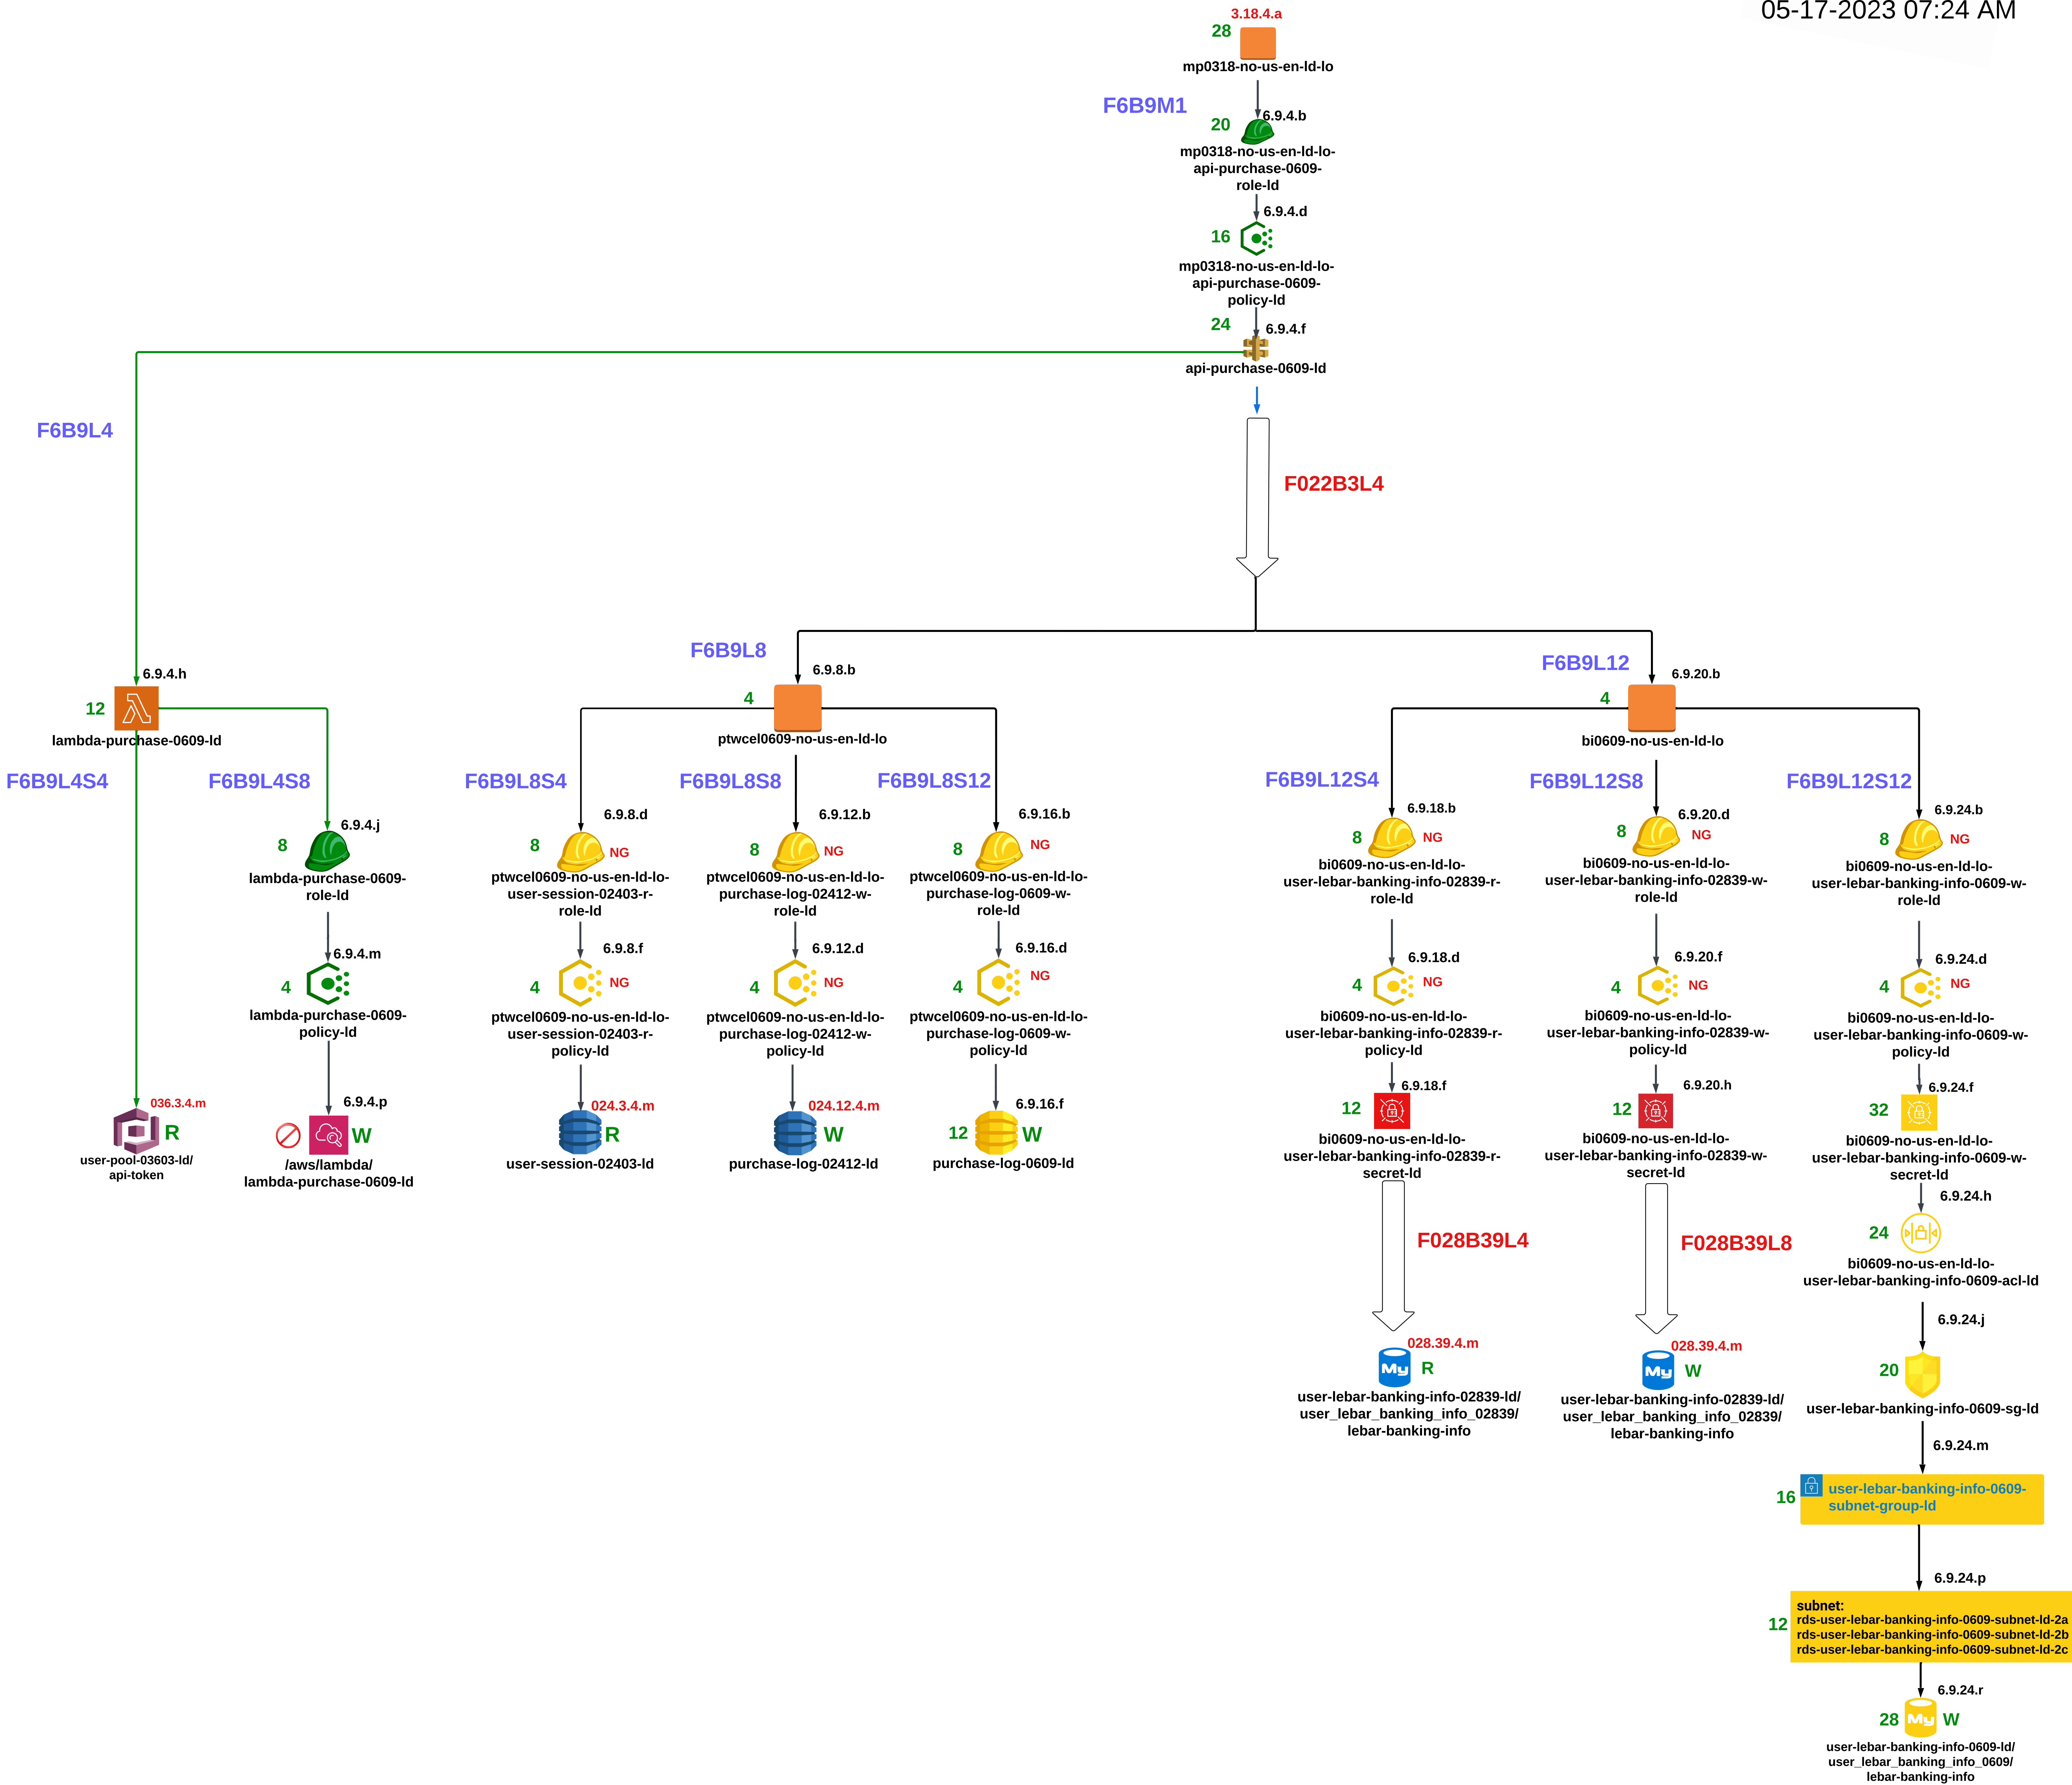 05-17-2023 07:24 AM
3.18.4.a
28
mp0318-no-us-en-ld-lo
F6B9M1
6.9.4.b
20
mp0318-no-us-en-ld-lo-
api-purchase-0609-
role-ld
6.9.4.d
16
mp0318-no-us-en-ld-lo-
api-purchase-0609-
policy-ld
24
6.9.4.f
api-purchase-0609-ld
F6B9L4
F022B3L4
6.9.4.h
12
lambda-purchase-0609-ld
F6B9L4S4
F6B9L4S8
036.3.4.m
R
user-pool-03603-ld/
api-token
6.9.4.j
8
lambda-purchase-0609-
role-ld
6.9.4.m
4
lambda-purchase-0609-
policy-ld
6.9.4.p
W
/aws/lambda/
lambda-purchase-0609-ld
F6B9L8
6.9.8.b
4
ptwcel0609-no-us-en-ld-lo
F6B9L8S4
6.9.8.d
8
NG
ptwcel0609-no-us-en-ld-lo-
user-session-02403-r-
role-ld
6.9.8.f
4
NG
ptwcel0609-no-us-en-ld-lo-
user-session-02403-r-
policy-ld
024.3.4.m
R
user-session-02403-ld
F6B9L8S8
6.9.12.b
8
NG
ptwcel0609-no-us-en-ld-lo-
purchase-log-02412-w-
role-ld
6.9.12.d
4
NG
ptwcel0609-no-us-en-ld-lo-
purchase-log-02412-w-
policy-ld
024.12.4.m
W
purchase-log-02412-ld
F6B9L8S12
6.9.16.b
8
NG
ptwcel0609-no-us-en-ld-lo-
purchase-log-0609-w-
role-ld
6.9.16.d
4
NG
ptwcel0609-no-us-en-ld-lo-
purchase-log-0609-w-
policy-ld
6.9.16.f
12
W
purchase-log-0609-ld
F6B9L12
6.9.20.b
4
bi0609-no-us-en-ld-lo
F6B9L12S4
6.9.18.b
8
NG
bi0609-no-us-en-ld-lo-
user-lebar-banking-info-02839-r-
role-ld
6.9.18.d
4
NG
bi0609-no-us-en-ld-lo-
user-lebar-banking-info-02839-r-
policy-ld
6.9.18.f
12
bi0609-no-us-en-ld-lo-
user-lebar-banking-info-02839-r-
secret-ld
F028B39L4
028.39.4.m
R
user-lebar-banking-info-02839-ld/
user_lebar_banking_info_02839/
lebar-banking-info
F6B9L12S8
6.9.20.d
8
NG
bi0609-no-us-en-ld-lo-
user-lebar-banking-info-02839-w-
role-ld
6.9.20.f
4
NG
bi0609-no-us-en-ld-lo-
user-lebar-banking-info-02839-w-
policy-ld
6.9.20.h
12
bi0609-no-us-en-ld-lo-
user-lebar-banking-info-02839-w-
secret-ld
F028B39L8
028.39.4.m
W
user-lebar-banking-info-02839-ld/
user_lebar_banking_info_02839/
lebar-banking-info
F6B9L12S12
6.9.24.b
8
NG
bi0609-no-us-en-ld-lo-
user-lebar-banking-info-0609-w-
role-ld
6.9.24.d
4
NG
bi0609-no-us-en-ld-lo-
user-lebar-banking-info-0609-w-
policy-ld
6.9.24.f
32
bi0609-no-us-en-ld-lo-
user-lebar-banking-info-0609-w-
secret-ld
6.9.24.h
24
bi0609-no-us-en-ld-lo-
user-lebar-banking-info-0609-acl-ld
6.9.24.j
20
user-lebar-banking-info-0609-sg-ld
6.9.24.m
16
user-lebar-banking-info-0609-
subnet-group-ld
6.9.24.p
12
subnet:
rds-user-lebar-banking-info-0609-subnet-ld-2a
rds-user-lebar-banking-info-0609-subnet-ld-2b
rds-user-lebar-banking-info-0609-subnet-ld-2c
6.9.24.r
28
W
user-lebar-banking-info-0609-ld/
user_lebar_banking_info_0609/
lebar-banking-info
My
My
My